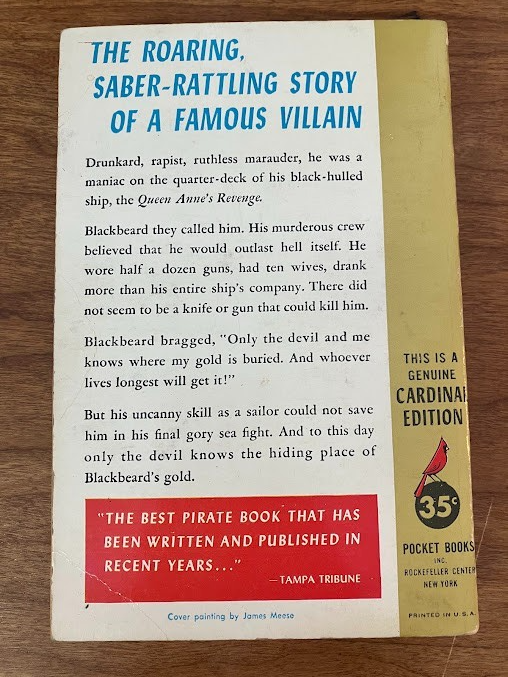 THE ROARING,
SABER-RATTLING STORY
OF A FAMOUS VILLAIN
Drunkard, rapist, ruthless marauder, he was a
maniac on the quarter-deck of his black-hulled
ship, the Queen Anne's Revenge.
Blackbeard they called him. His murderous crew
believed that he would outlast hell itself. He
wore half a dozen guns, had ten wives, drank
more than his entire ship's company. There did
not seem to be a knife or gun that could kill him.
Blackbeard bragged, "Only the devil and me
knows where my gold is buried. And whoever
lives longest will get it!"
But his uncanny skill as a sailor could not save
him in his final gory sea fight. And to this day
only the devil knows the hiding place of
Blackbeard's gold.
"THE BEST PIRATE BOOK THAT HAS
BEEN WRITTEN AND PUBLISHED IN
RECENT YEARS..."
—TAMPA TRIBUNE
Cover painting by James Meese
THIS IS A
GENUINE
CARDINAL
EDITION
35¢
POCKET BOOKS
INC.
ROCKEFELLER CENTER
NEW YORK
PRINTED IN U.S.A.